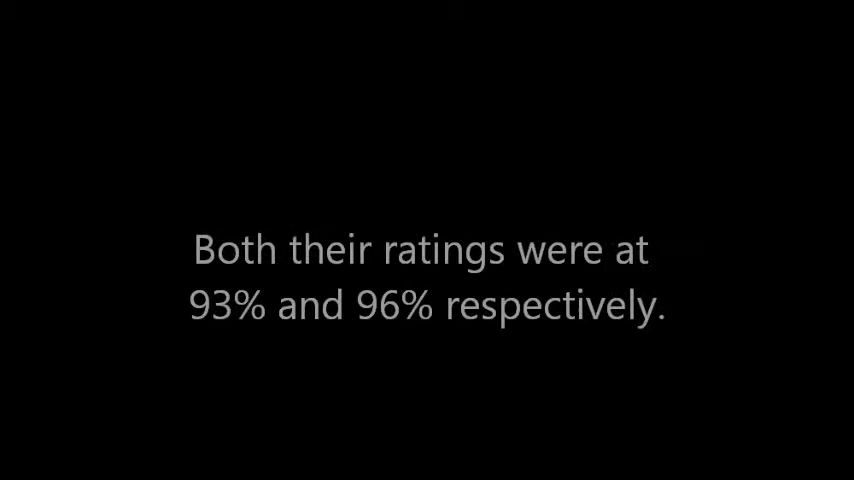 Both their ratings were at
93% and 96% respectively.